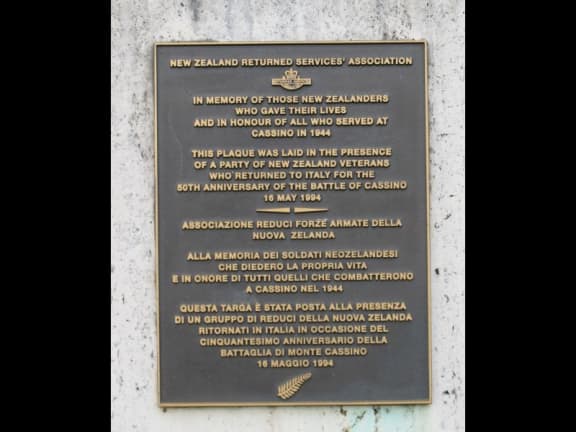 NEW ZEALAND RETURNED SERVICES' ASSOCIATION
IN MEMORY OF THOSE NEW ZEALANDERS
WHO GAVE THEIR LIVES
AND IN HONOUR OF ALL WHO SERVED AT
CASSINO IN 1944
THIS PLAQUE WAS LAID IN THE PRESENCE
OF A PARTY OF NEW ZEALAND VETERANS
WHO RETURNED TO ITALY FOR THE
50TH ANNIVERSARY OF THE BATTLE OF CASSINO
16 MAY 1994
ASSOCIAZIONE REDUCI FORZE ARMATE DELLA
NUOVA ZELANDA
ALLA MEMORIA DEI SOLDATI NEOZELANDESI
CHE DIEDERO LA PROPRIA VITA
E IN ONORE DI TUTTI QUELLI CHE COMBATTERONO
A CASSINO NEL 1944
QUESTA TARGA È STATA POSTA ALLA PRESENZA
DI UN GRUPPO DI REDUCI DELLA NUOVA ZELANDA
RITORNATI IN ITALIA IN OCCASIONE DEL
CINQUANTESIMO ANNIVERSARIO DELLA
BATTAGLIA DI MONTE CASSINO
16 MAGGIO 1994